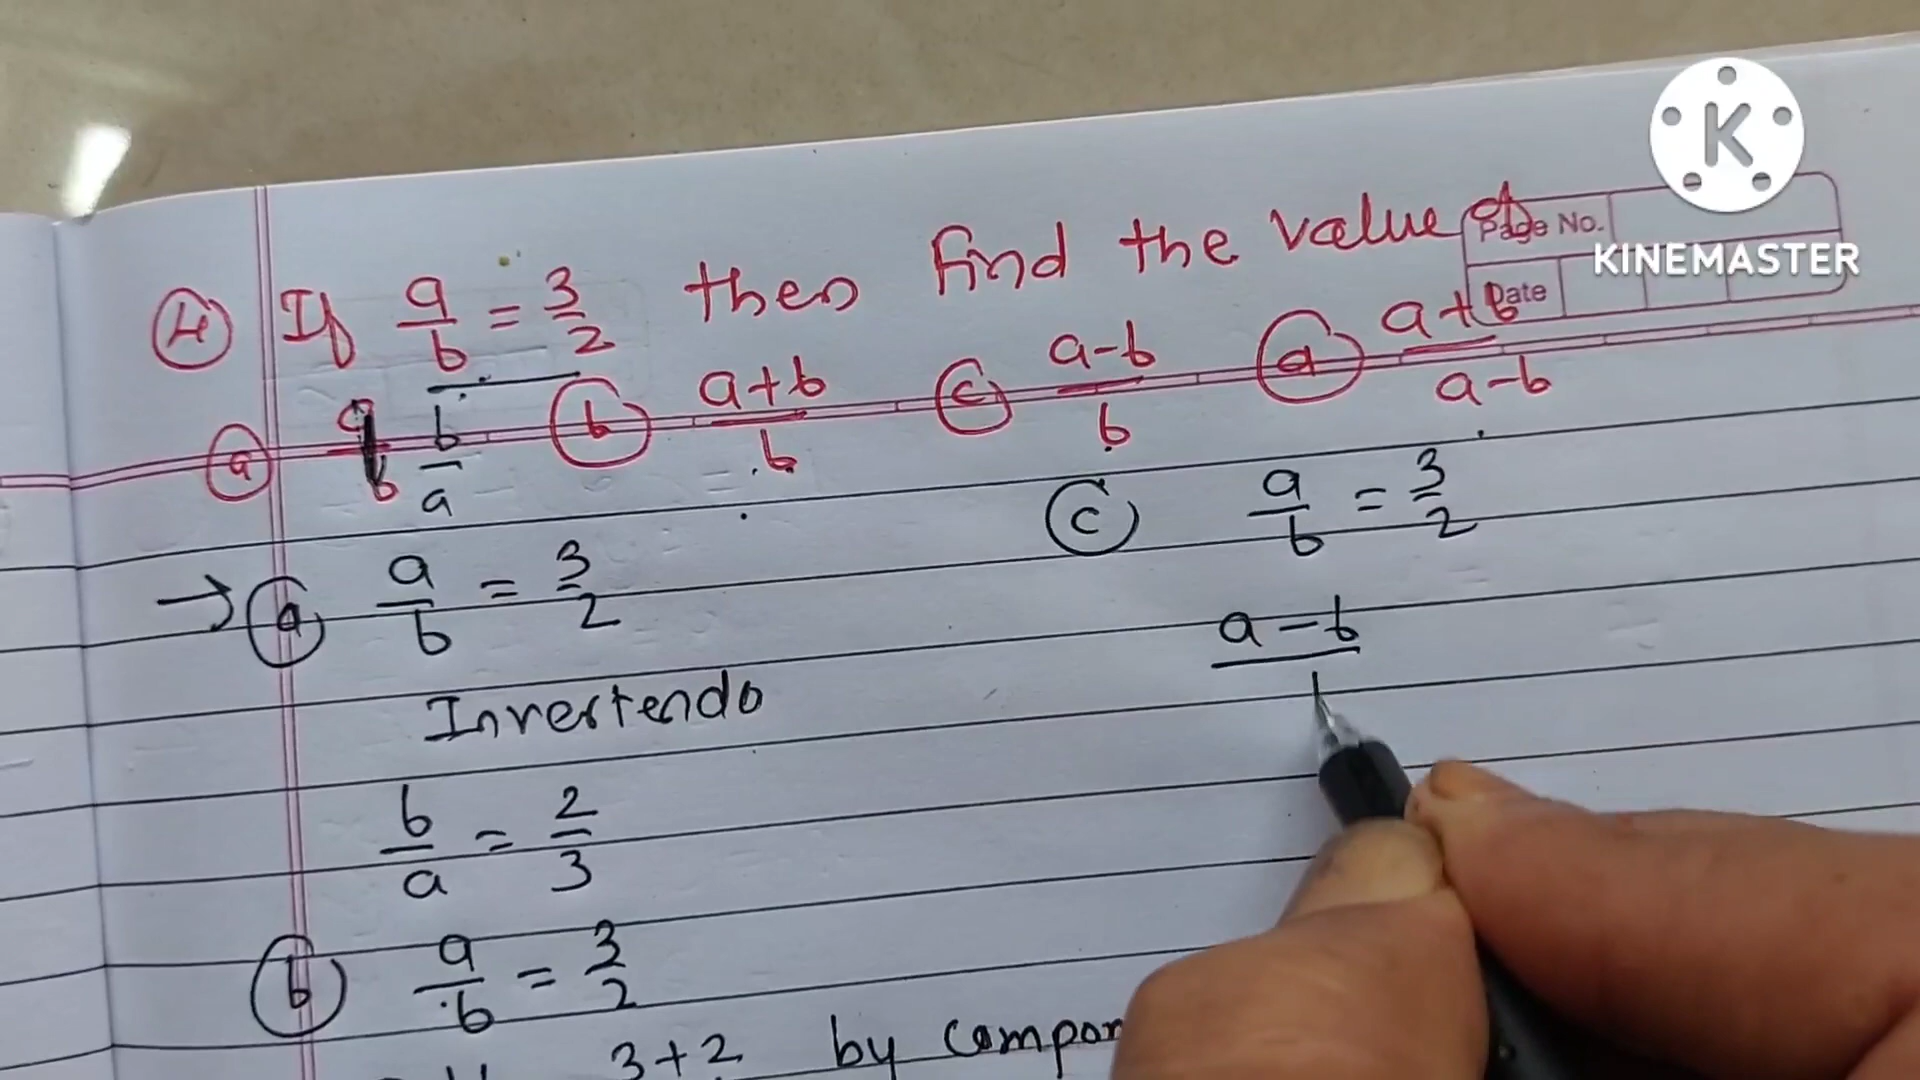 ④ If a/b = 3/2 then find the value of
ⓐ b/a ⓑ a+b/b ⓒ a-b/b ⓓ a+b/a-b
→ ⓐ a/b = 3/2
Invertendo
b/a = 2/3
ⓑ a/b = 3/2
3+2 by
ⓒ a/b = 3/2
a-b
Page No.
Date
K
KINEMASTER